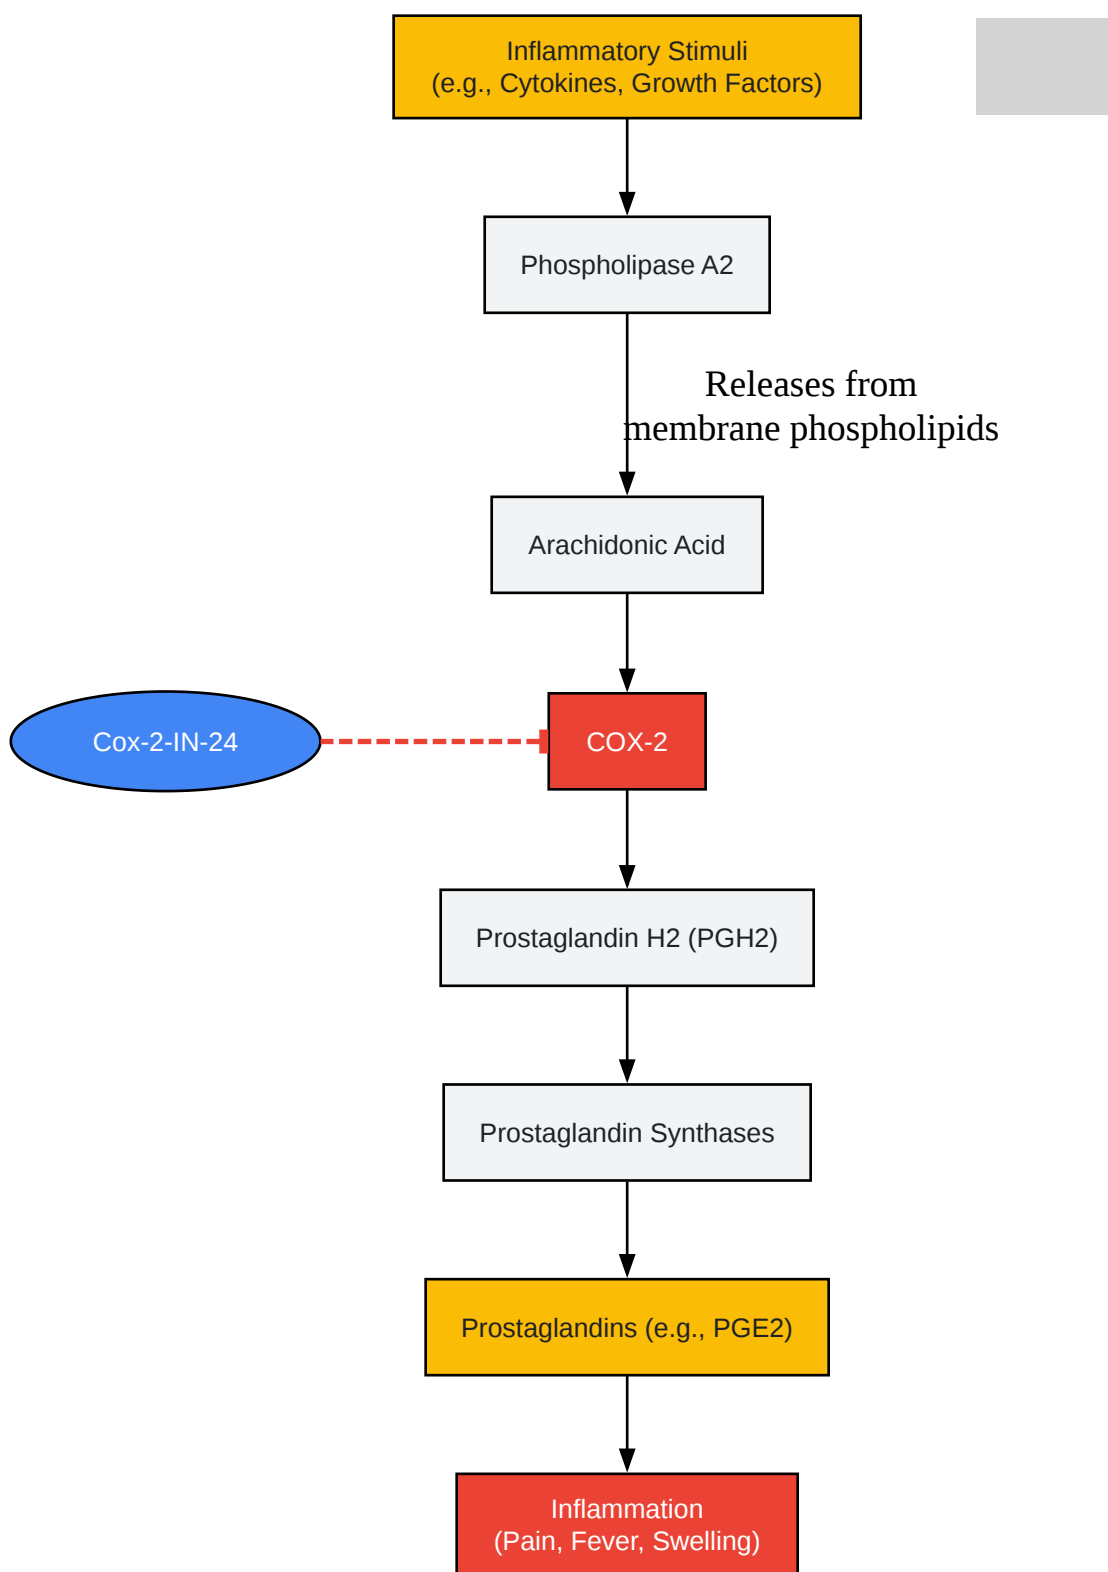 Inflammatory Stimuli
(e.g., Cytokines, Growth Factors)
Phospholipase A2
Releases from
membrane phospholipids
Arachidonic Acid
Cox-2-IN-24
COX-2
Prostaglandin H2 (PGH2)
Prostaglandin Synthases
Prostaglandins (e.g., PGE2)
Inflammation
(Pain, Fever, Swelling)